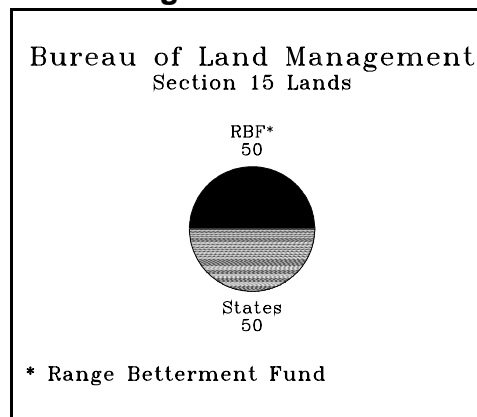 Bureau of Land Management
Section 15 Lands
RBF*
50
States
50
* Range Betterment Fund